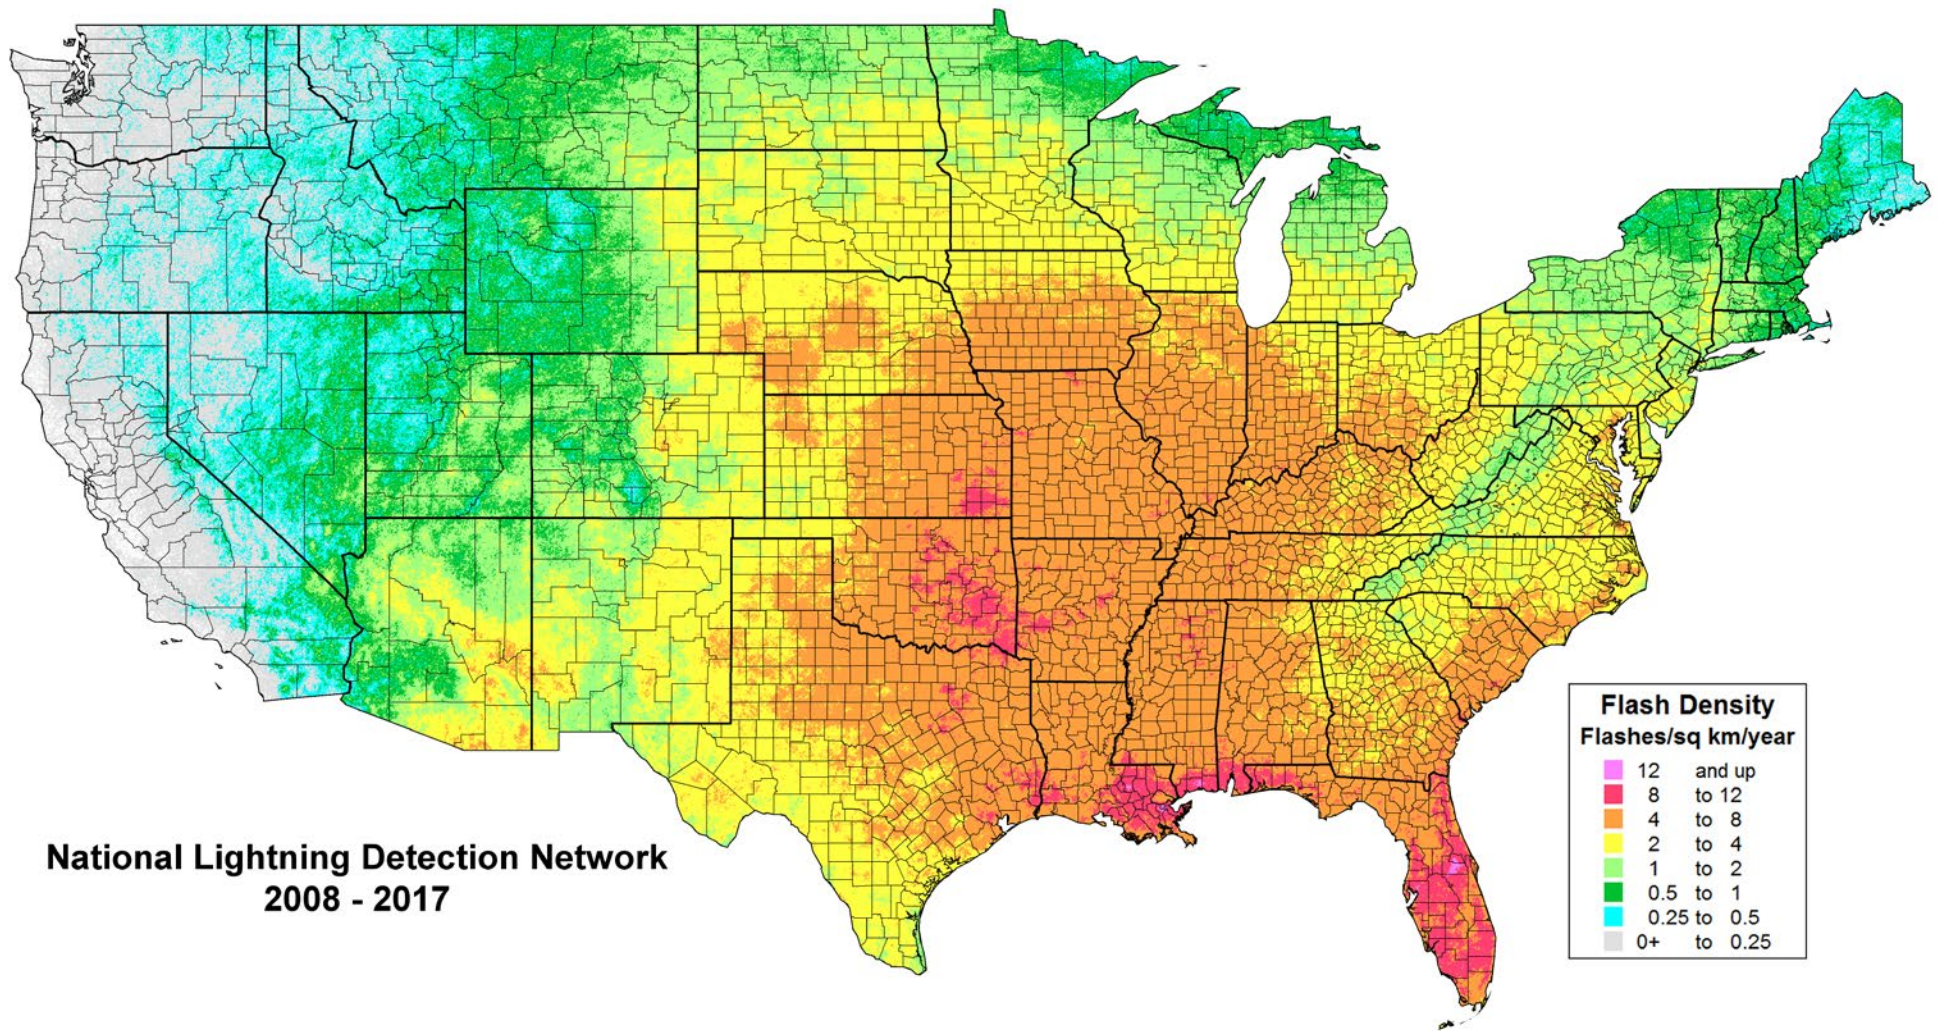 National Lightning Detection Network
2008 - 2017
Flash Density
Flashes/sq km/year
12 and up
8 to 12
4 to 8
2 to 4
1 to 2
0.5 to 1
0.25 to 0.5
0+ to 0.25